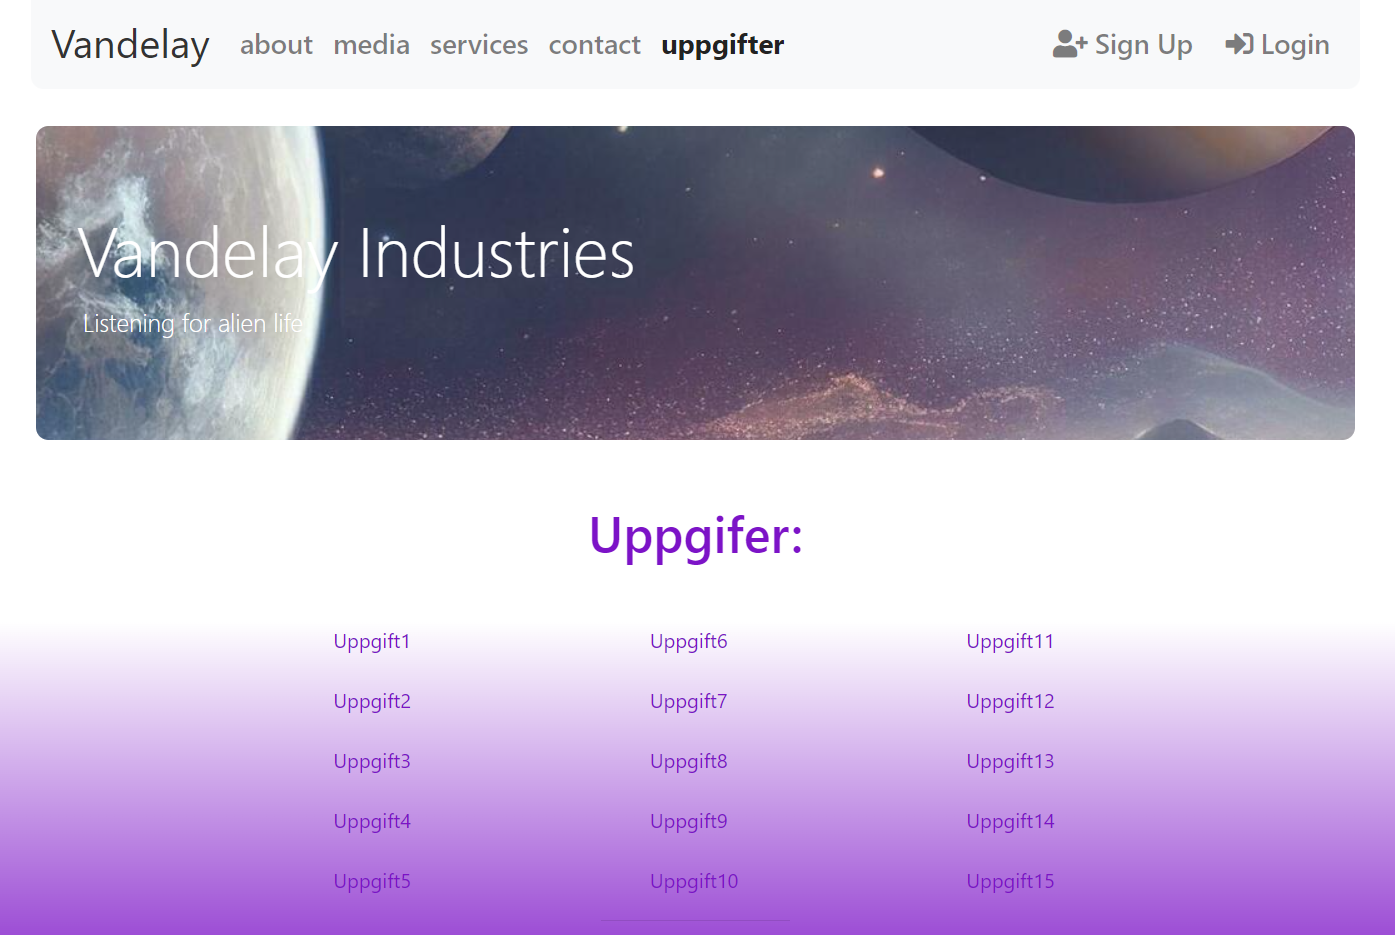 Vandelay about media services contact uppgifter Sign Up Login
Vandelay Industries
Listening for alien life
Uppgifer:
Uppgift1 Uppgift6 Uppgift11
Uppgift2 Uppgift7 Uppgift12
Uppgift3 Uppgift8 Uppgift13
Uppgift4 Uppgift9 Uppgift14
Uppgift5 Uppgift10 Uppgift15